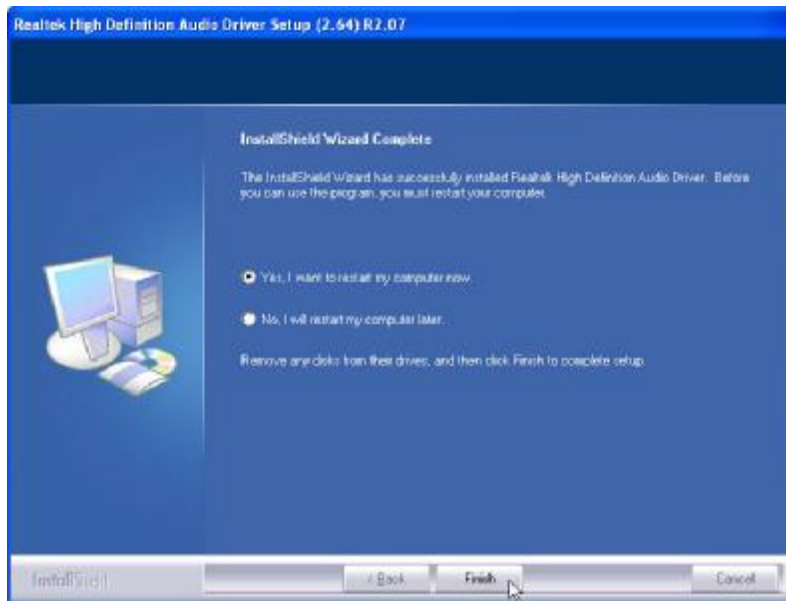 Realtek High Definition Audio Driver Setup (2.64) R2.07
InstallShield Wizard Complete
The InstallShield Wizard has successfully installed Realtek High Definition Audio Driver. Before
you can use the program, you must restart your computer.
Yes, I want to restart my computer now.
No, I will restart my computer later.
Remove any disks from their drives, and then click Finish to complete setup.
InstallShield
< Back
Finish
Cancel